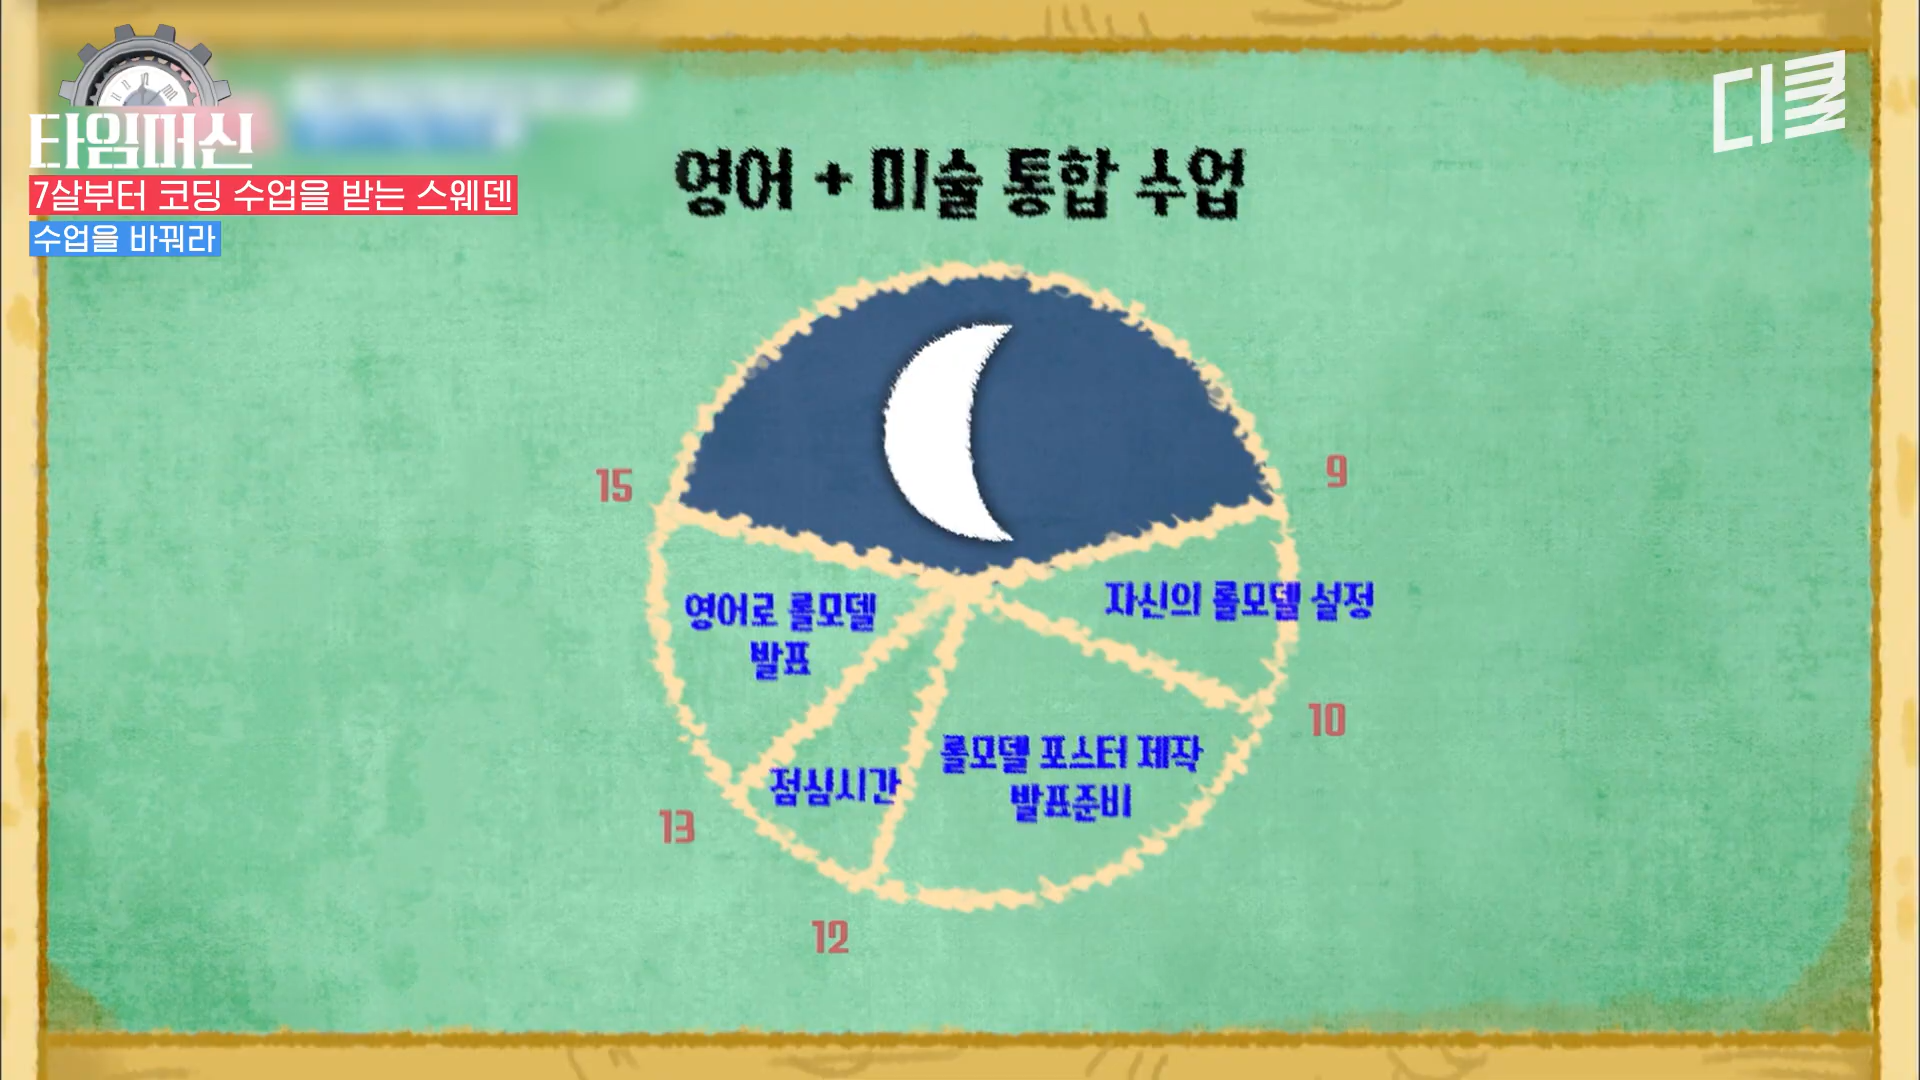 타임머신
7살부터 코딩 수업을 받는 스웨덴
수업을 바꿔라
디클
영어 + 미술 통합 수업
15
9
영어로 롤모델
발표
자신의 롤모델 설정
10
롤모델 포스터 제작
발표준비
점심시간
13
12